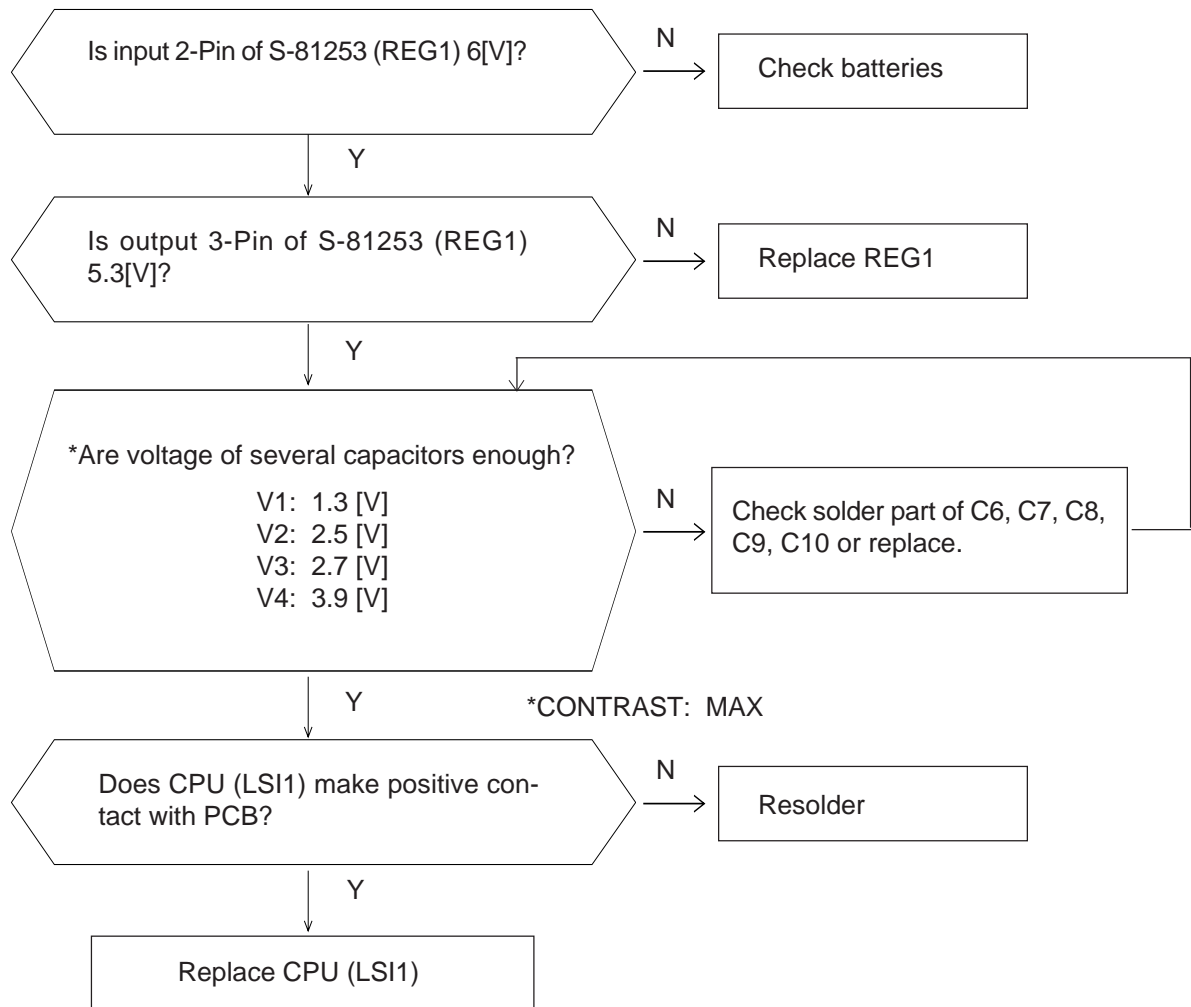 Is input 2-Pin of S-81253 (REG1) 6[V]?
N
Check batteries
Y
Is output 3-Pin of S-81253 (REG1)
5.3[V]?
N
Replace REG1
Y
*Are voltage of several capacitors enough?
V1: 1.3 [V]
V2: 2.5 [V]
V3: 2.7 [V]
V4: 3.9 [V]
N
Check solder part of C6, C7, C8,
C9, C10 or replace.
Y
*CONTRAST: MAX
Does CPU (LSI1) make positive con-
tact with PCB?
N
Resolder
Y
Replace CPU (LSI1)